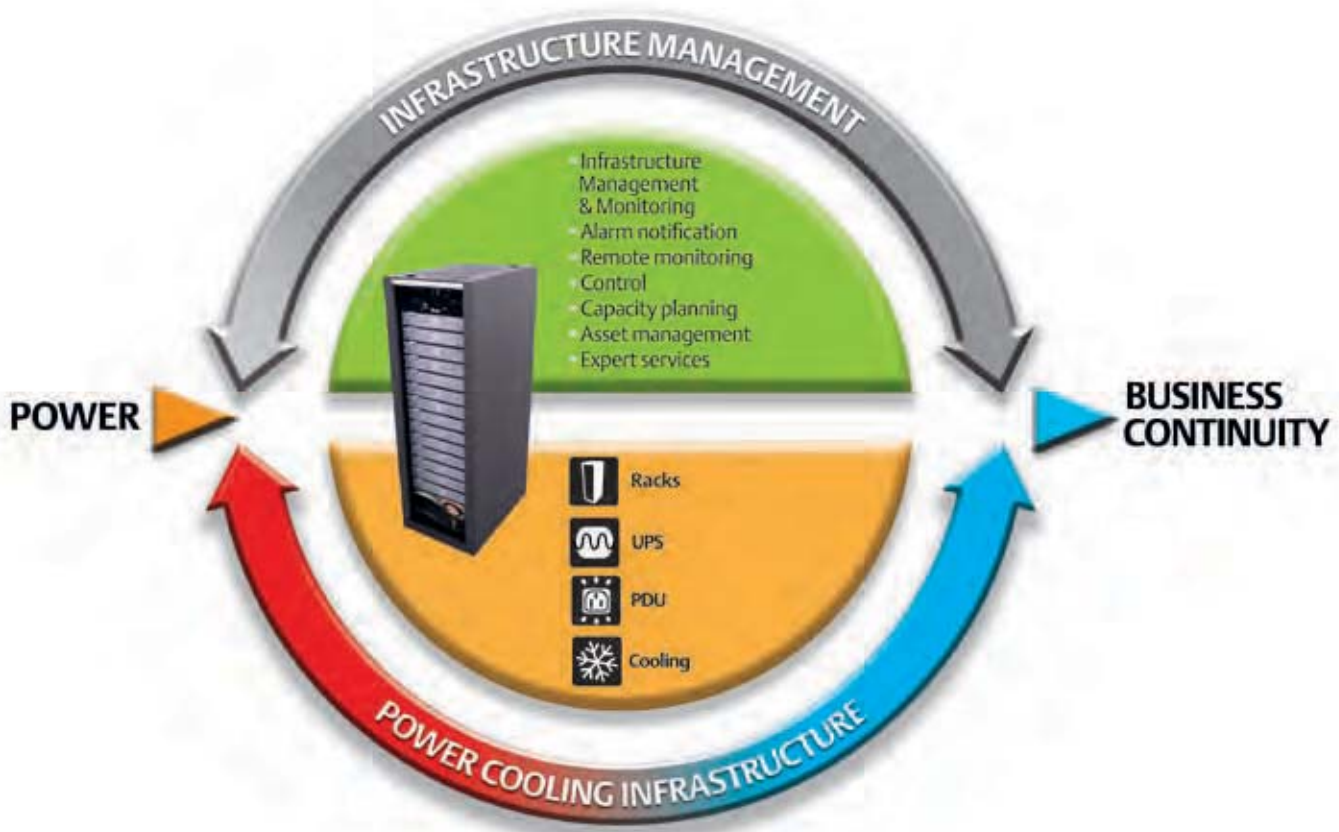 INFRASTRUCTURE MANAGEMENT
• Infrastructure
Management
& Monitoring
• Alarm notification
• Remote monitoring
• Control
• Capacity planning
• Asset management
• Expert services
POWER
BUSINESS
CONTINUITY
Racks
UPS
PDU
Cooling
POWER COOLING INFRASTRUCTURE